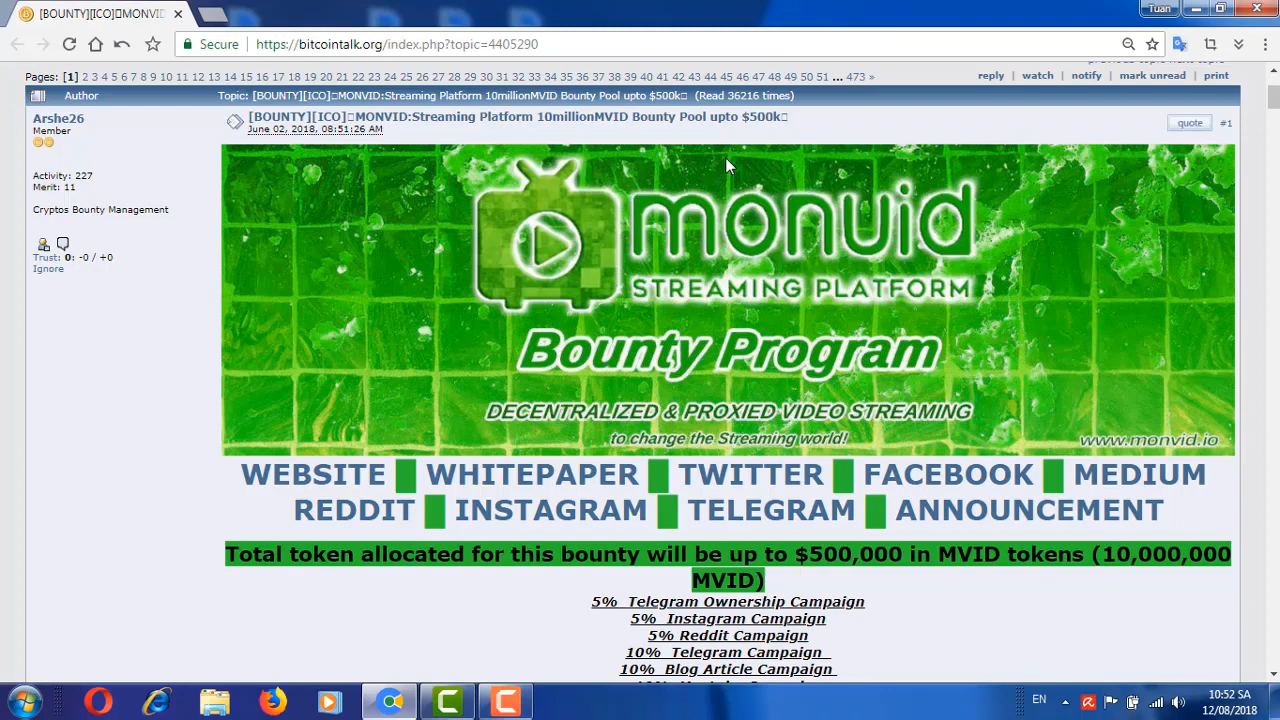 [BOUNTY][ICO]▯MONVID
Tuan
Secure
https://bitcointalk.org/index.php?topic=4405290
Pages: [1] 2 3 4 5 6 7 8 9 10 11 12 13 14 15 16 17 18 19 20 21 22 23 24 25 26 27 28 29 30 31 32 33 34 35 36 37 38 39 40 41 42 43 44 45 46 47 48 49 50 51 ... 473 »
reply | watch | notify | mark unread | print
Author
Topic: [BOUNTY][ICO]▯MONVID:Streaming Platform 10millionMVID Bounty Pool upto $500k▯ (Read 36216 times)
Arshe26
Member
Activity: 227
Merit: 11
Cryptos Bounty Management
Trust: 0: -0 / +0
Ignore
[BOUNTY][ICO]▯MONVID:Streaming Platform 10millionMVID Bounty Pool upto $500k▯
June 02, 2018, 08:51:26 AM
quote
#1
monvid
STREAMING PLATFORM
Bounty Program
DECENTRALIZED & PROXIED VIDEO STREAMING
to change the Streaming world!
www.monvid.io
WEBSITE █ WHITEPAPER █ TWITTER █ FACEBOOK █ MEDIUM
REDDIT █ INSTAGRAM █ TELEGRAM █ ANNOUNCEMENT
Total token allocated for this bounty will be up to $500,000 in MVID tokens (10,000,000
MVID)
5% Telegram Ownership Campaign
5% Instagram Campaign
5% Reddit Campaign
10% Telegram Campaign
10% Blog Article Campaign
EN
10:52 SA
12/08/2018